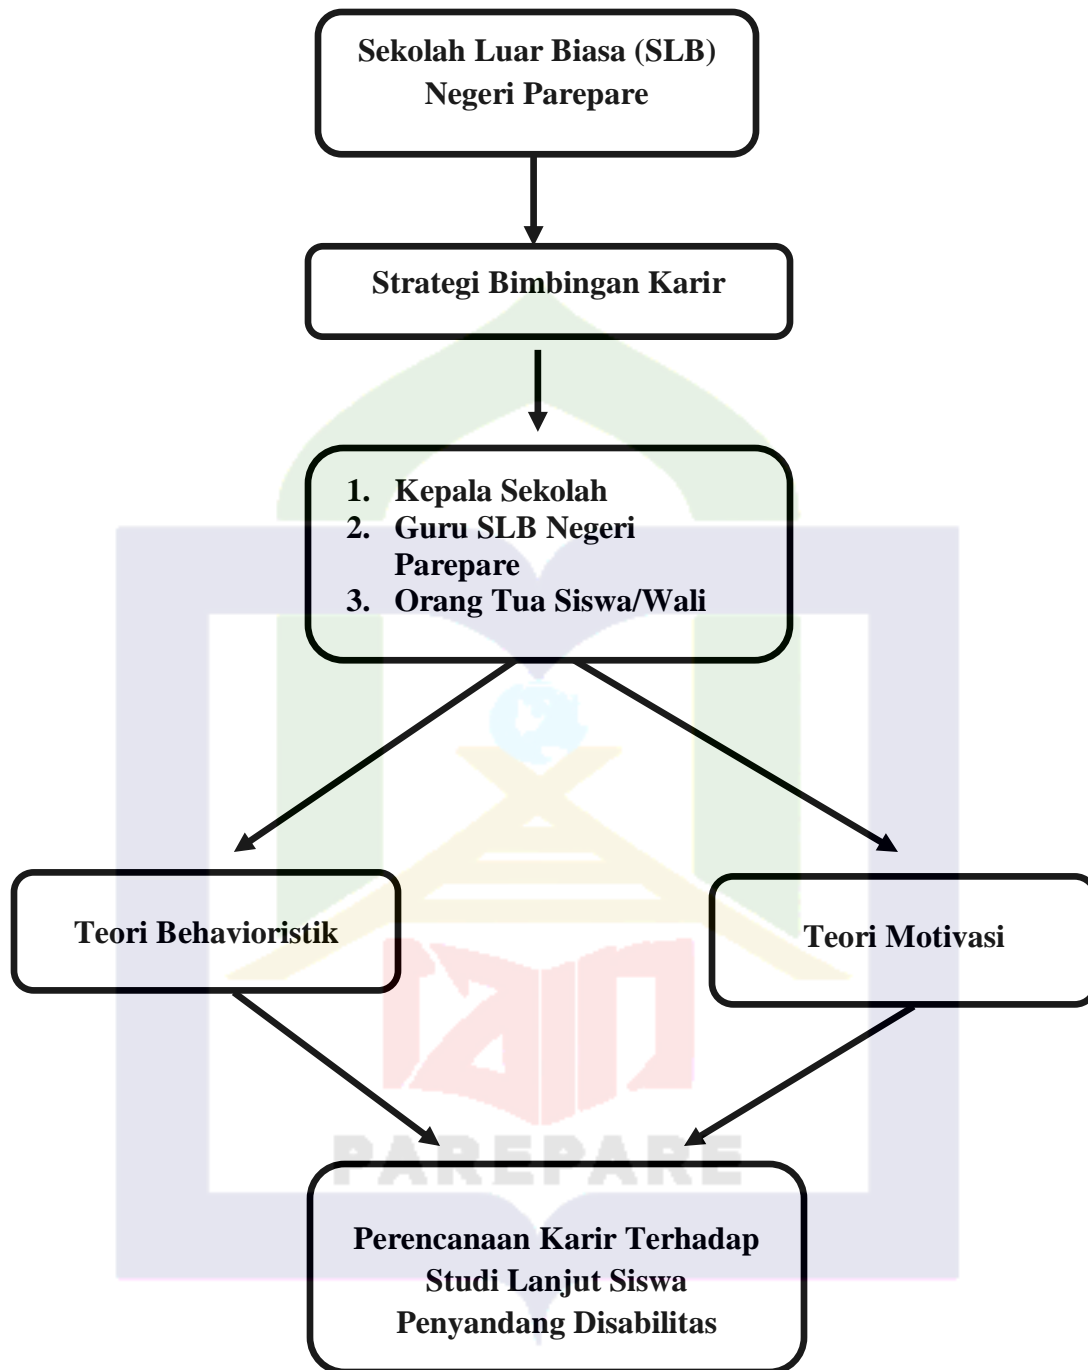 Sekolah Luar Biasa (SLB)
Negeri Parepare
Strategi Bimbingan Karir
1. Kepala Sekolah
2. Guru SLB Negeri
Parepare
3. Orang Tua Siswa/Wali
Teori Behavioristik
Teori Motivasi
PAREPARE
Perencanaan Karir Terhadap
Studi Lanjut Siswa
Penyandang Disabilitas